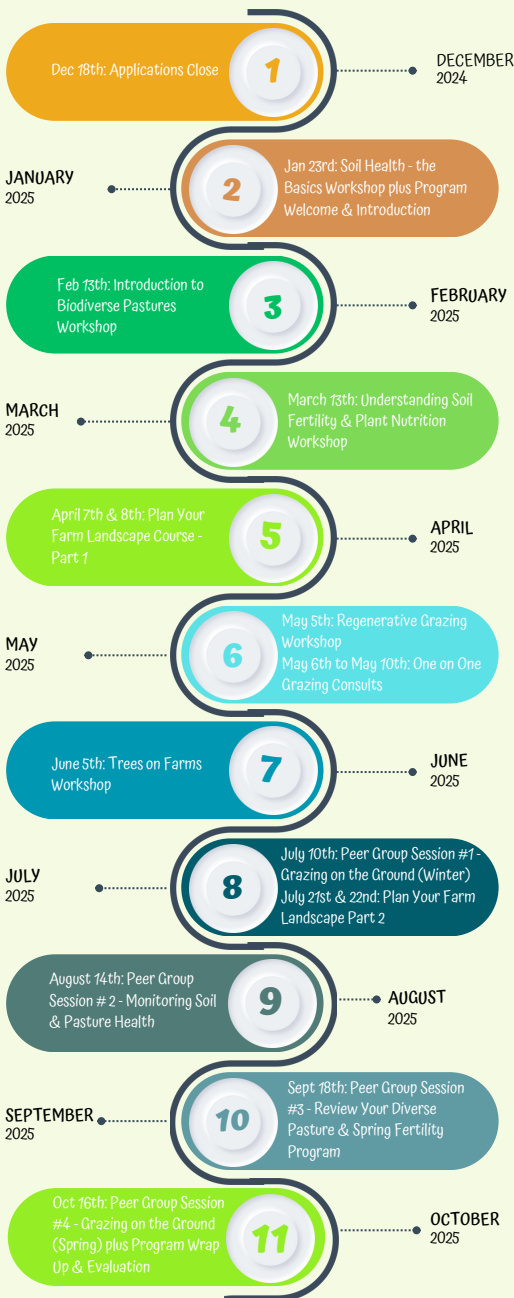 Dec 18th: Applications Close
1
DECEMBER
2024
JANUARY
2025
2
Jan 23rd: Soil Health - the
Basics Workshop plus Program
Welcome & Introduction
Feb 13th: Introduction to
Biodiverse Pastures
Workshop
3
FEBRUARY
2025
MARCH
2025
4
March 13th: Understanding Soil
Fertility & Plant Nutrition
Workshop
April 7th & 8th: Plan Your
Farm Landscape Course -
Part 1
5
APRIL
2025
MAY
2025
6
May 5th: Regenerative Grazing
Workshop
May 6th to May 10th: One on One
Grazing Consults
June 5th: Trees on Farms
Workshop
7
JUNE
2025
JULY
2025
8
July 10th: Peer Group Session #1 -
Grazing on the Ground (Winter)
July 21st & 22nd: Plan Your Farm
Landscape Part 2
August 14th: Peer Group
Session # 2 - Monitoring Soil
& Pasture Health
9
AUGUST
2025
SEPTEMBER
2025
10
Sept 18th: Peer Group Session
#3 - Review Your Diverse
Pasture & Spring Fertility
Program
Oct 16th: Peer Group Session
#4 - Grazing on the Ground
(Spring) plus Program Wrap
Up & Evaluation
11
OCTOBER
2025